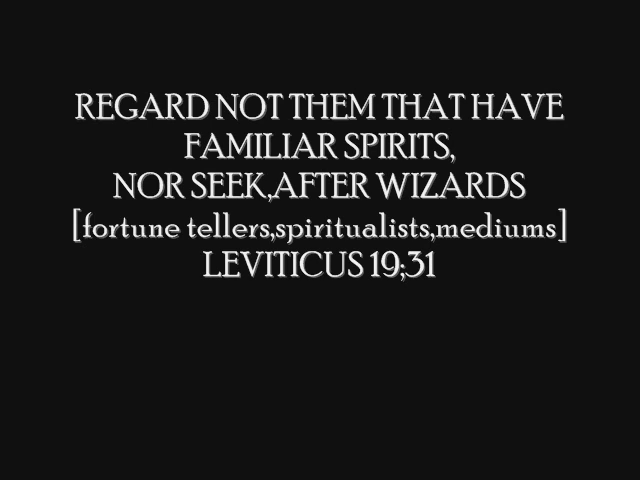 REGARD NOT THEM THAT HAVE
FAMILIAR SPIRITS,
NOR SEEK,AFTER WIZARDS
[fortune tellers,spiritualists,mediums]
LEVITICUS 19;31